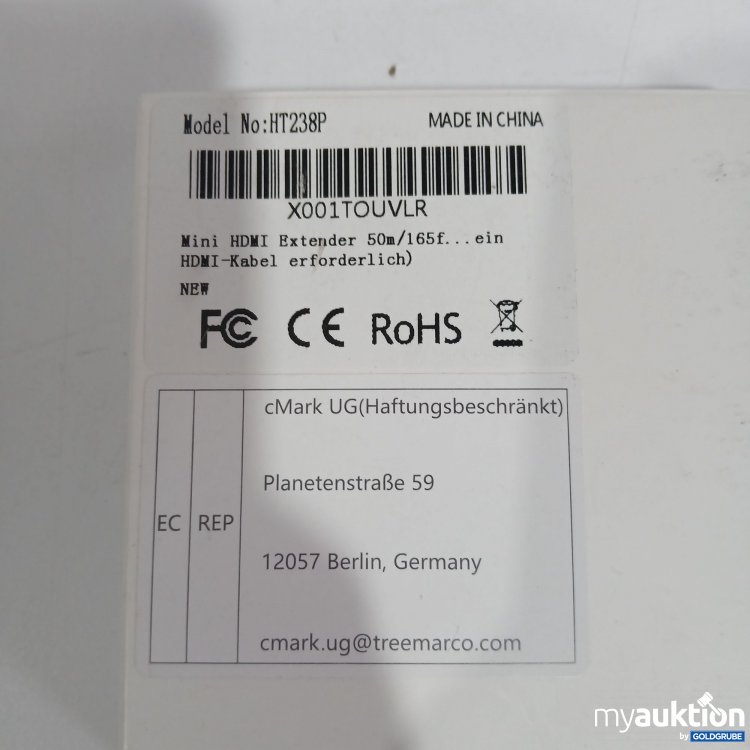 Model No:HT238P
MADE IN CHINA
X001TOUVLR
Mini HDMI Extender 50m/165f...ein
HDMI-Kabel erforderlich)
NEW
FC CE RoHS
EC
REP
cMark UG(Haftungsbeschränkt)
Planetenstraße 59
12057 Berlin, Germany
cmark.ug@treemarco.com
myauktion
by GOLDGRUBE